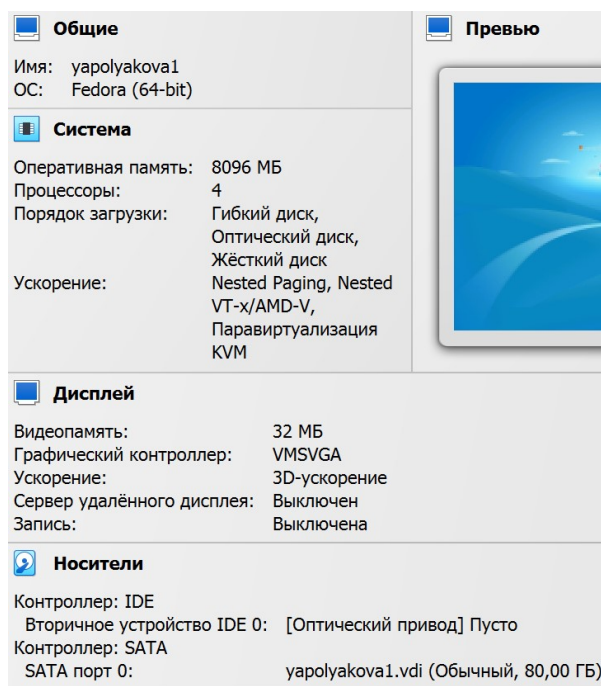 Общие
Имя: yapolyakova1
ОС: Fedora (64-bit)
Система
Оперативная память: 8096 МБ
Процессоры: 4
Порядок загрузки: Гибкий диск,
Оптический диск,
Жёсткий диск
Ускорение: Nested Paging, Nested
VT-x/AMD-V,
Паравиртуализация
KVM
Превью
Дисплей
Видеопамять: 32 МБ
Графический контроллер: VMSVGA
Ускорение: 3D-ускорение
Сервер удалённого дисплея: Выключен
Запись: Выключена
Носители
Контроллер: IDE
Вторичное устройство IDE 0: [Оптический привод] Пусто
Контроллер: SATA
SATA порт 0: yapolyakova1.vdi (Обычный, 80,00 ГБ)